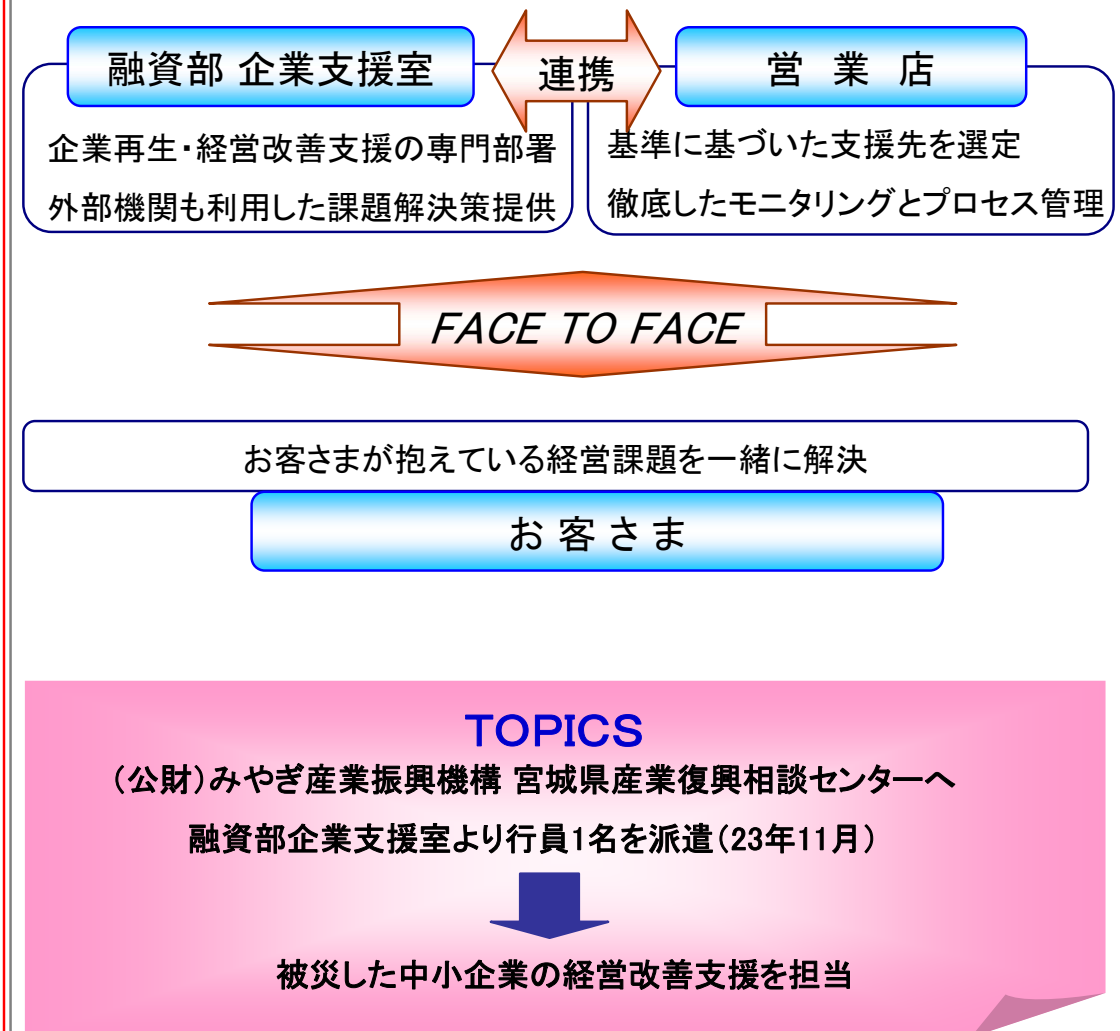 融資部 企業支援室
連携
営 業 店
企業再生・経営改善支援の専門部署
外部機関も利用した課題解決策提供
基準に基づいた支援先を選定
徹底したモニタリングとプロセス管理
FACE TO FACE
お客さまが抱えている経営課題を一緒に解決
お 客 さ ま
TOPICS
(公財)みやぎ産業振興機構 宮城県産業復興相談センターへ
融資部企業支援室より行員1名を派遣(23年11月)
被災した中小企業の経営改善支援を担当